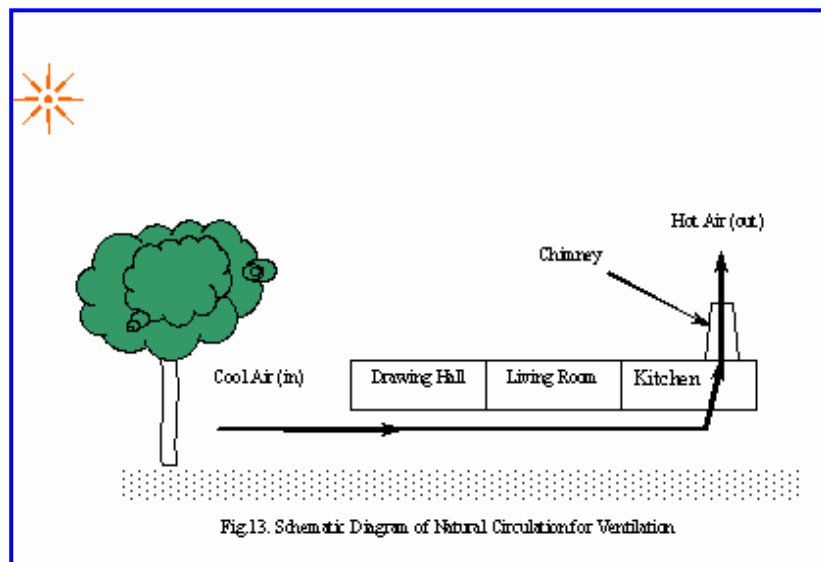 Hot Air (out)
Chimney
Cool Air (in)
Drawing Hall
Living Room
Kitchen
Fig.13. Schematic Diagram of Natural Circulation for Ventilation